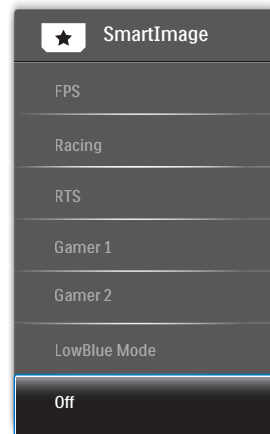 SmartImage
FPS
Racing
RTS
Gamer 1
Gamer 2
LowBlue Mode
Off